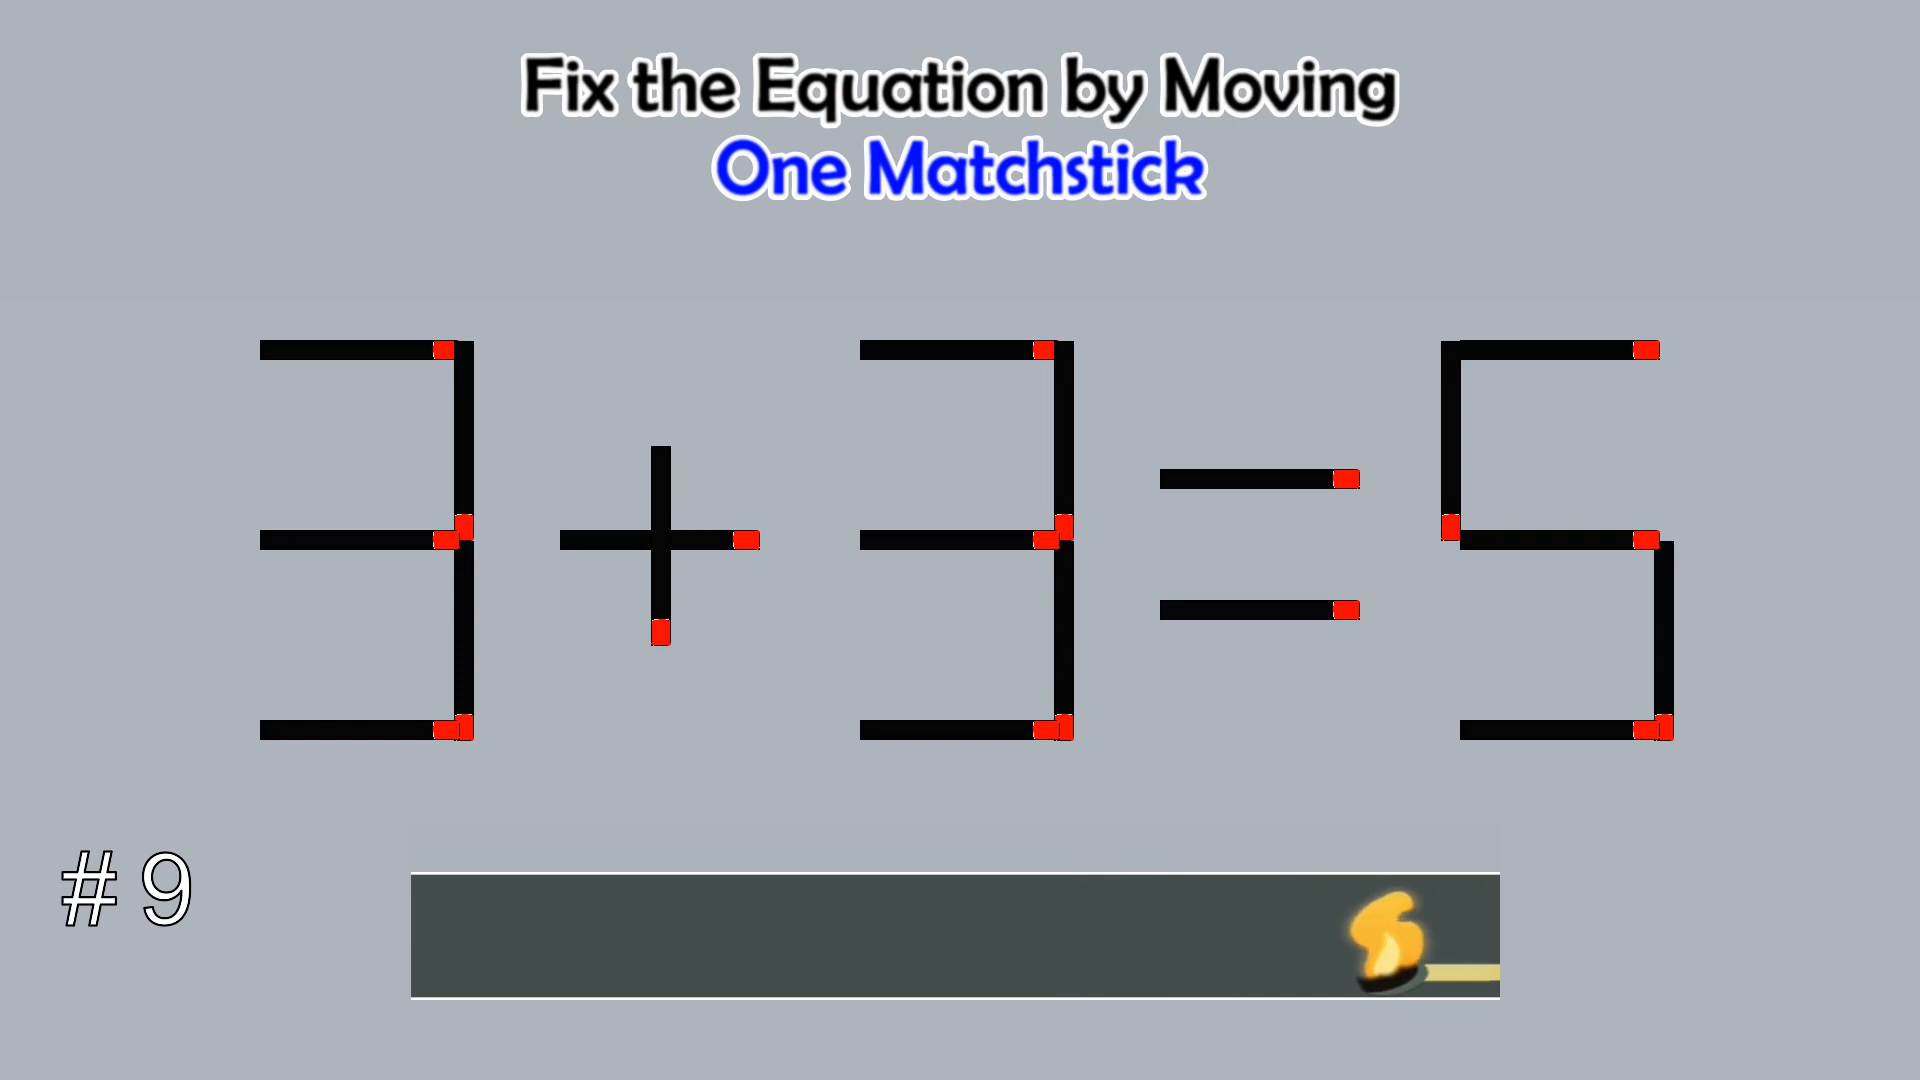 Fix the Equation by Moving
One Matchstick
3 + 3 = 5
# 9